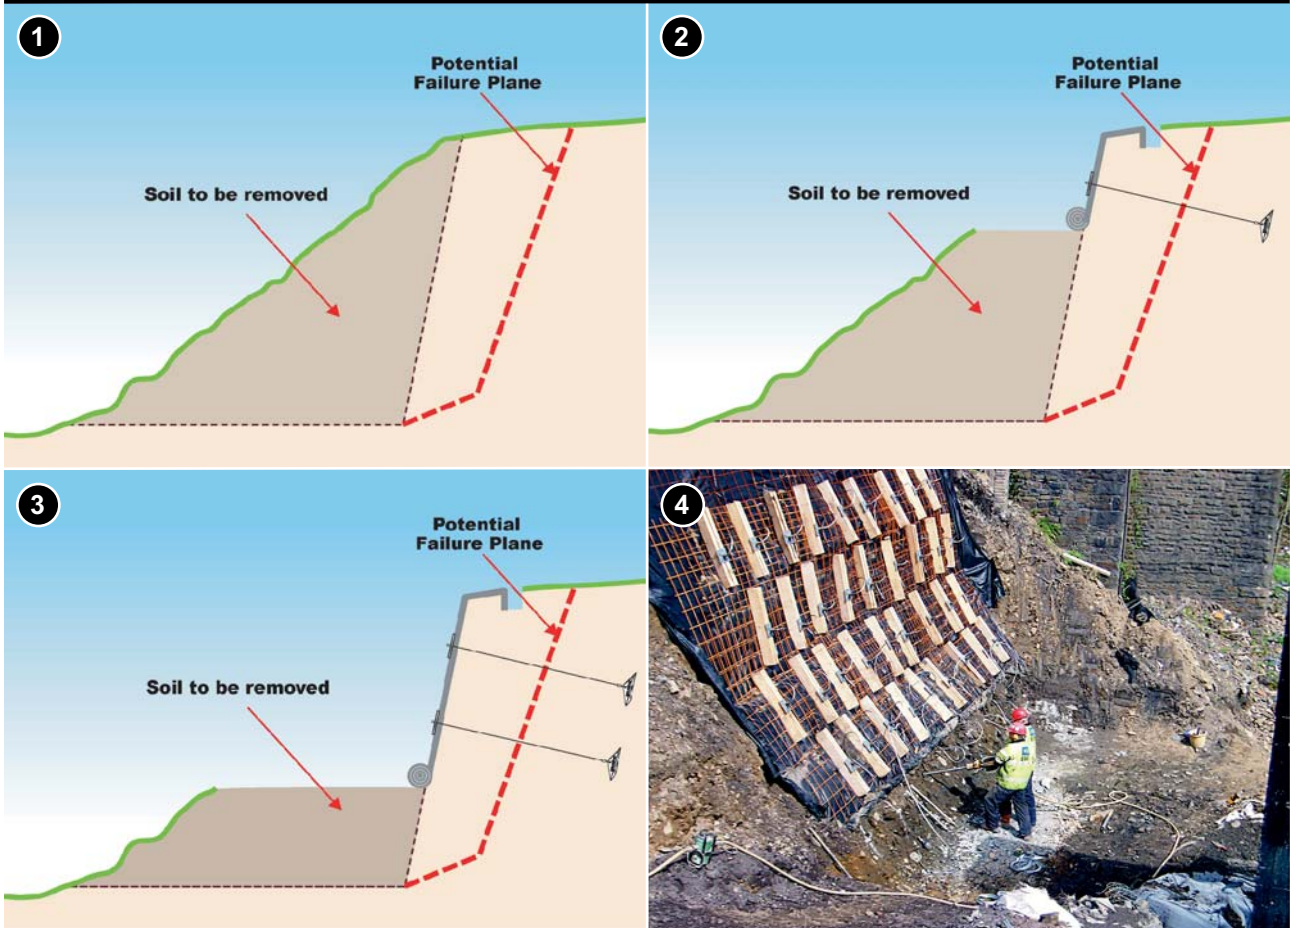 1
Potential
Failure Plane
Soil to be removed
2
Potential
Failure Plane
Soil to be removed
3
Potential
Failure Plane
Soil to be removed
4